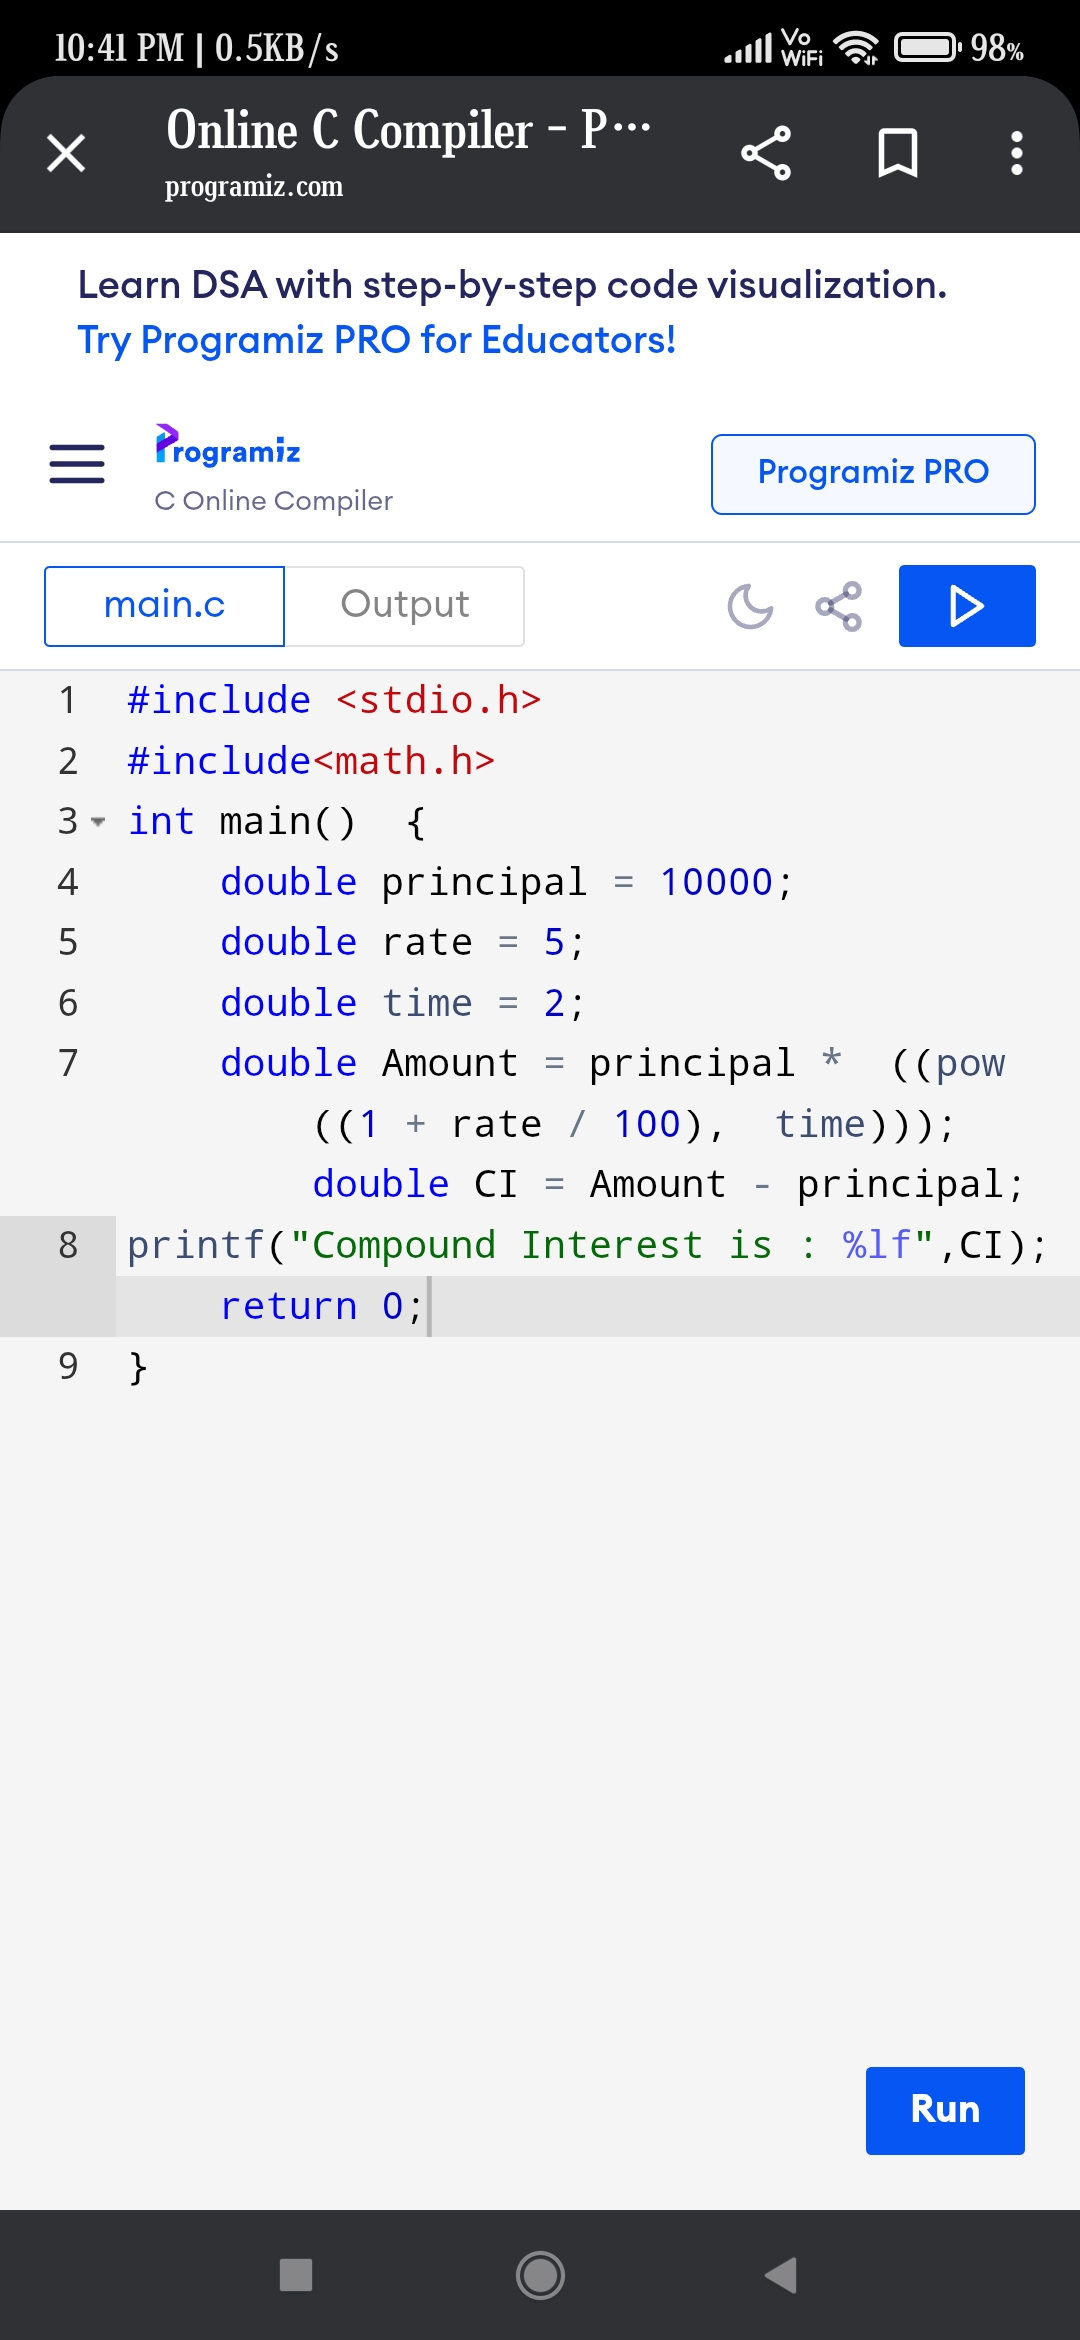 10:41 PM | 0.5KB/s Vo WiFi 98%
Online C Compiler - P...
programiz.com
Learn DSA with step-by-step code visualization.
Try Programiz PRO for Educators!
Programiz
C Online Compiler
Programiz PRO
main.c Output
1 #include <stdio.h>
2 #include<math.h>
3 int main()  {
4     double principal = 10000;
5     double rate = 5;
6     double time = 2;
7     double Amount = principal *  ((pow
((1 + rate / 100),  time)));
double CI = Amount - principal;
8 printf("Compound Interest is : %lf",CI);
return 0;
9 }
Run